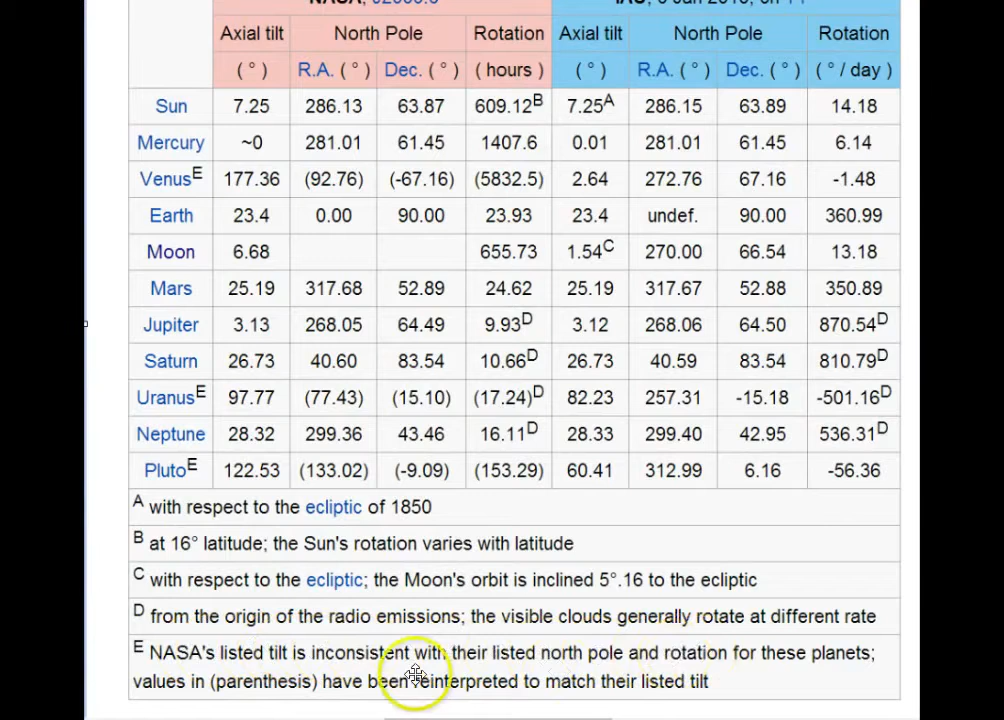 Axial tilt North Pole Rotation Axial tilt North Pole Rotation
( ° ) R.A. ( ° ) Dec. ( ° ) ( hours ) ( ° ) R.A. ( ° ) Dec. ( ° ) ( ° / day )
Sun 7.25 286.13 63.87 609.12B 7.25A 286.15 63.89 14.18
Mercury ~0 281.01 61.45 1407.6 0.01 281.01 61.45 6.14
VenusE 177.36 (92.76) (-67.16) (5832.5) 2.64 272.76 67.16 -1.48
Earth 23.4 0.00 90.00 23.93 23.4 undef. 90.00 360.99
Moon 6.68 655.73 1.54C 270.00 66.54 13.18
Mars 25.19 317.68 52.89 24.62 25.19 317.67 52.88 350.89
Jupiter 3.13 268.05 64.49 9.93D 3.12 268.06 64.50 870.54D
Saturn 26.73 40.60 83.54 10.66D 26.73 40.59 83.54 810.79D
UranusE 97.77 (77.43) (15.10) (17.24)D 82.23 257.31 -15.18 -501.16D
Neptune 28.32 299.36 43.46 16.11D 28.33 299.40 42.95 536.31D
PlutoE 122.53 (133.02) (-9.09) (153.29) 60.41 312.99 6.16 -56.36
A with respect to the ecliptic of 1850
B at 16° latitude; the Sun's rotation varies with latitude
C with respect to the ecliptic; the Moon's orbit is inclined 5°.16 to the ecliptic
D from the origin of the radio emissions; the visible clouds generally rotate at different rate
E NASA's listed tilt is inconsistent with their listed north pole and rotation for these planets;
values in (parenthesis) have been reinterpreted to match their listed tilt